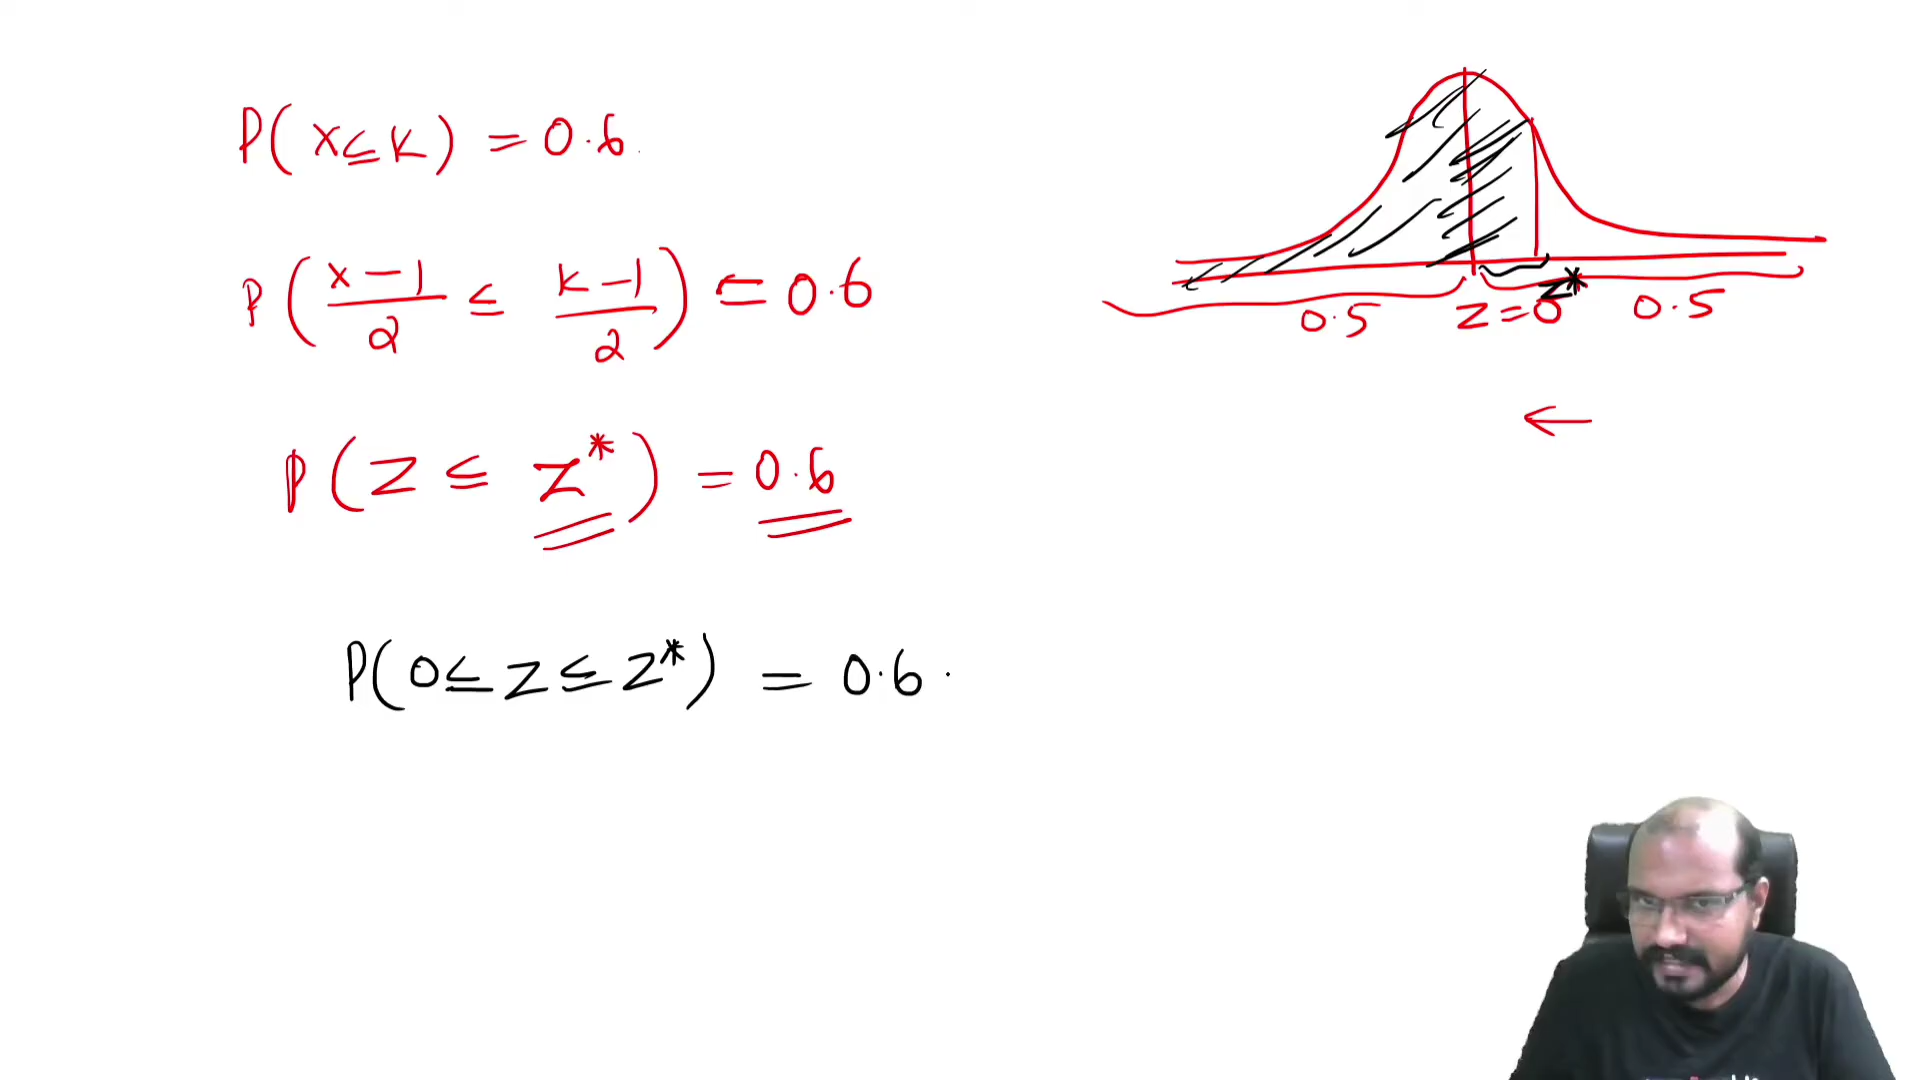 P(x≤k) = 0.6.
P((x-1)/2 ≤ (k-1)/2) = 0.6
P(Z ≤ Z*) = 0.6
P(0≤Z≤Z*) = 0.6.
Z*
0.5 Z=0 0.5
←